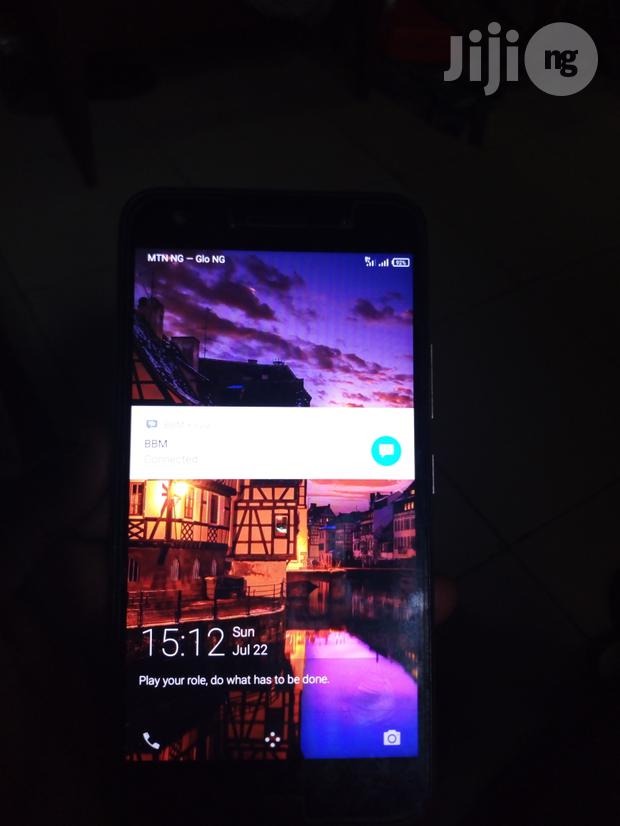 Jiji ng
MTN NG — Glo NG
92%
BBM
Connected
15:12
Sun
Jul 22
Play your role, do what has to be done.